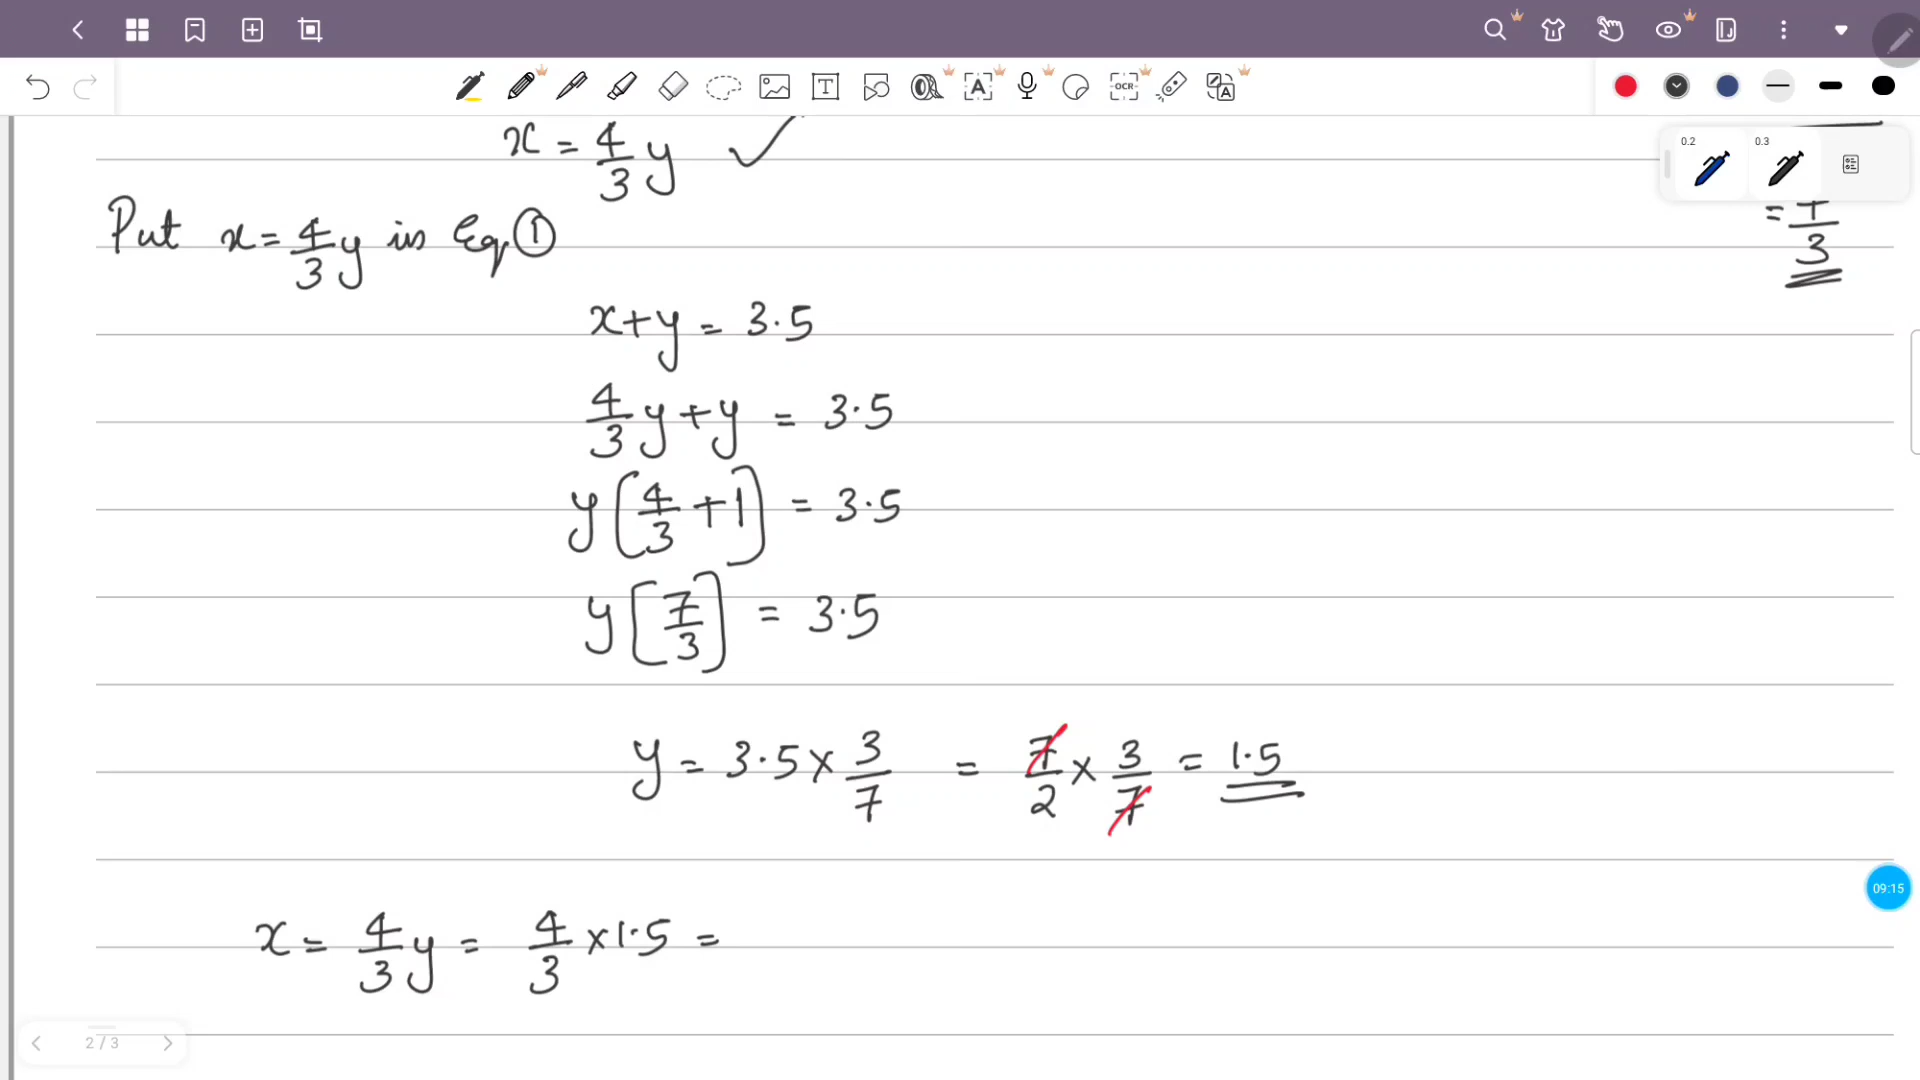 x = 4/3 y ✓
0.2 0.3
Put x = 4/3 y in Eq ①
= 7/3
x+y = 3.5
4/3 y + y = 3.5
y[4/3 + 1] = 3.5
y[7/3] = 3.5
y = 3.5 × 3/7 = 7/2 × 3/7 = 1.5
09:15
x = 4/3 y = 4/3 × 1.5 =
2 / 3